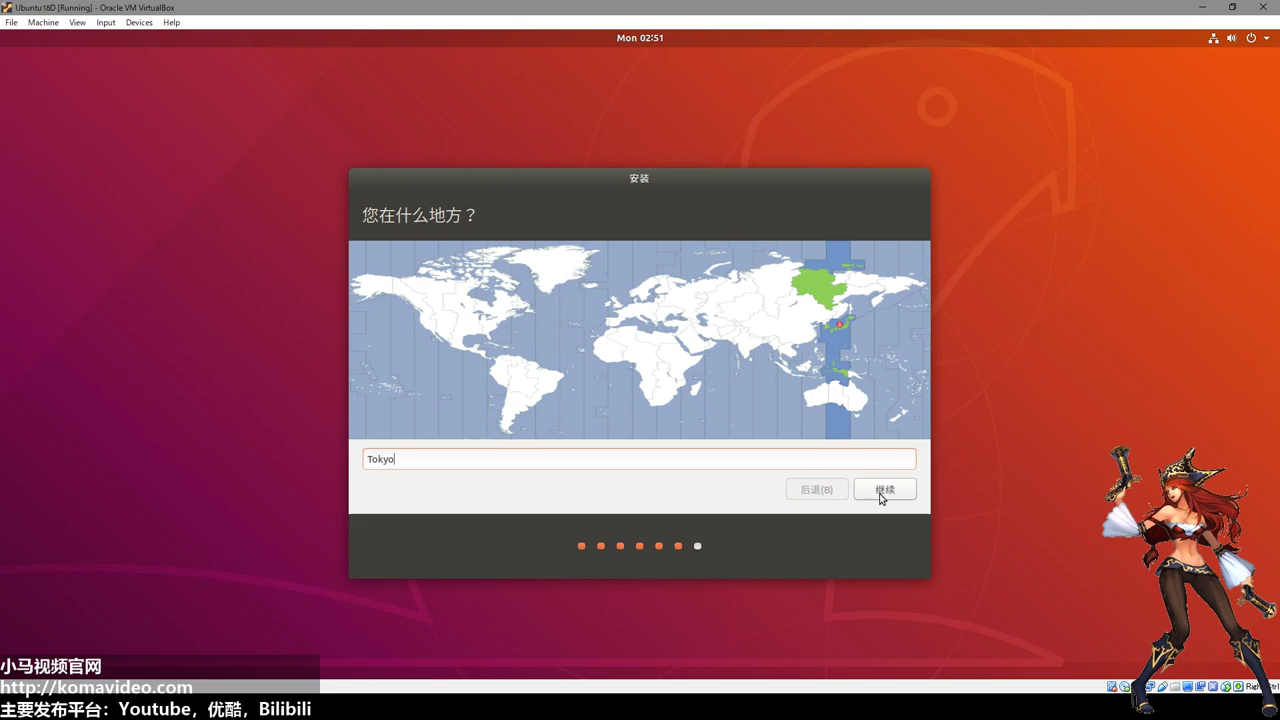 Ubuntu18D [Running] - Oracle VM VirtualBox
File Machine View Input Devices Help
Mon 02:51
安装
您在什么地方？
Tokyo
后退(B) 继续
小马视频官网
http://komavideo.com
主要发布平台：Youtube，优酷，Bilibili